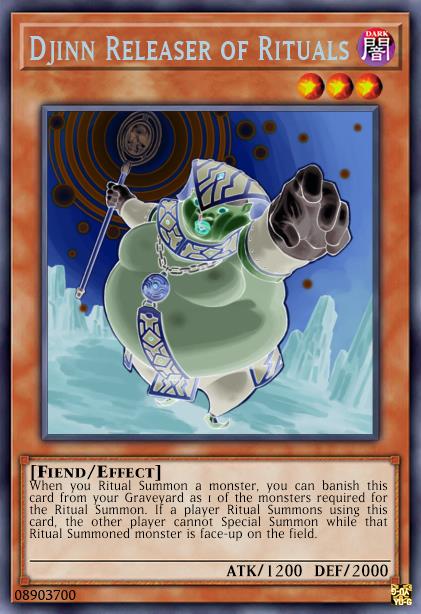 Djinn Releaser of Rituals
DARK
闇
[Fiend/Effect]
When you Ritual Summon a monster, you can banish this
card from your Graveyard as 1 of the monsters required for
the Ritual Summon. If a player Ritual Summons using this
card, the other player cannot Special Summon while that
Ritual Summoned monster is face-up on the field.
ATK/1200 DEF/2000
08903700